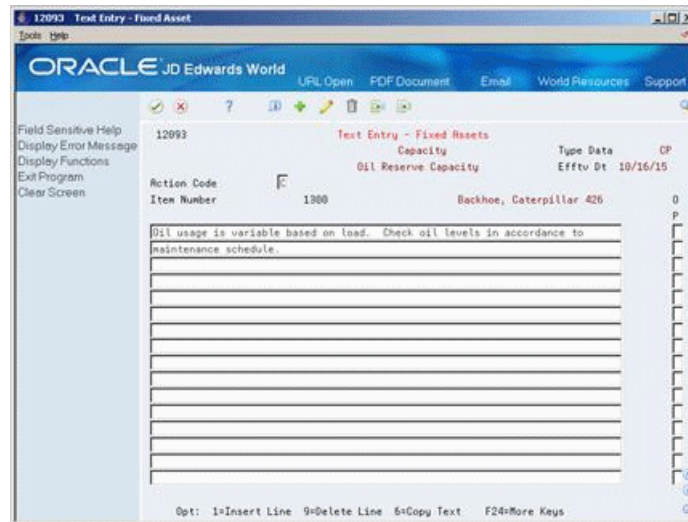 12093 Text Entry - Fixed Asset
Tools Help
ORACLE JD Edwards World
URL Open PDF Document Email World Resources Support
Field Sensitive Help
Display Error Message
Display Functions
Exit Program
Clear Screen
12093 Text Entry - Fixed Assets
Capacity Type Data CP
Oil Reserve Capacity Efftv Dt 10/16/15
Action Code C
Item Number 1300 Backhoe, Caterpillar 426 O
P
Oil usage is variable based on load. Check oil levels in accordance to
maintenance schedule.
Opt: 1=Insert Line 9=Delete Line 6=Copy Text F24=More Keys